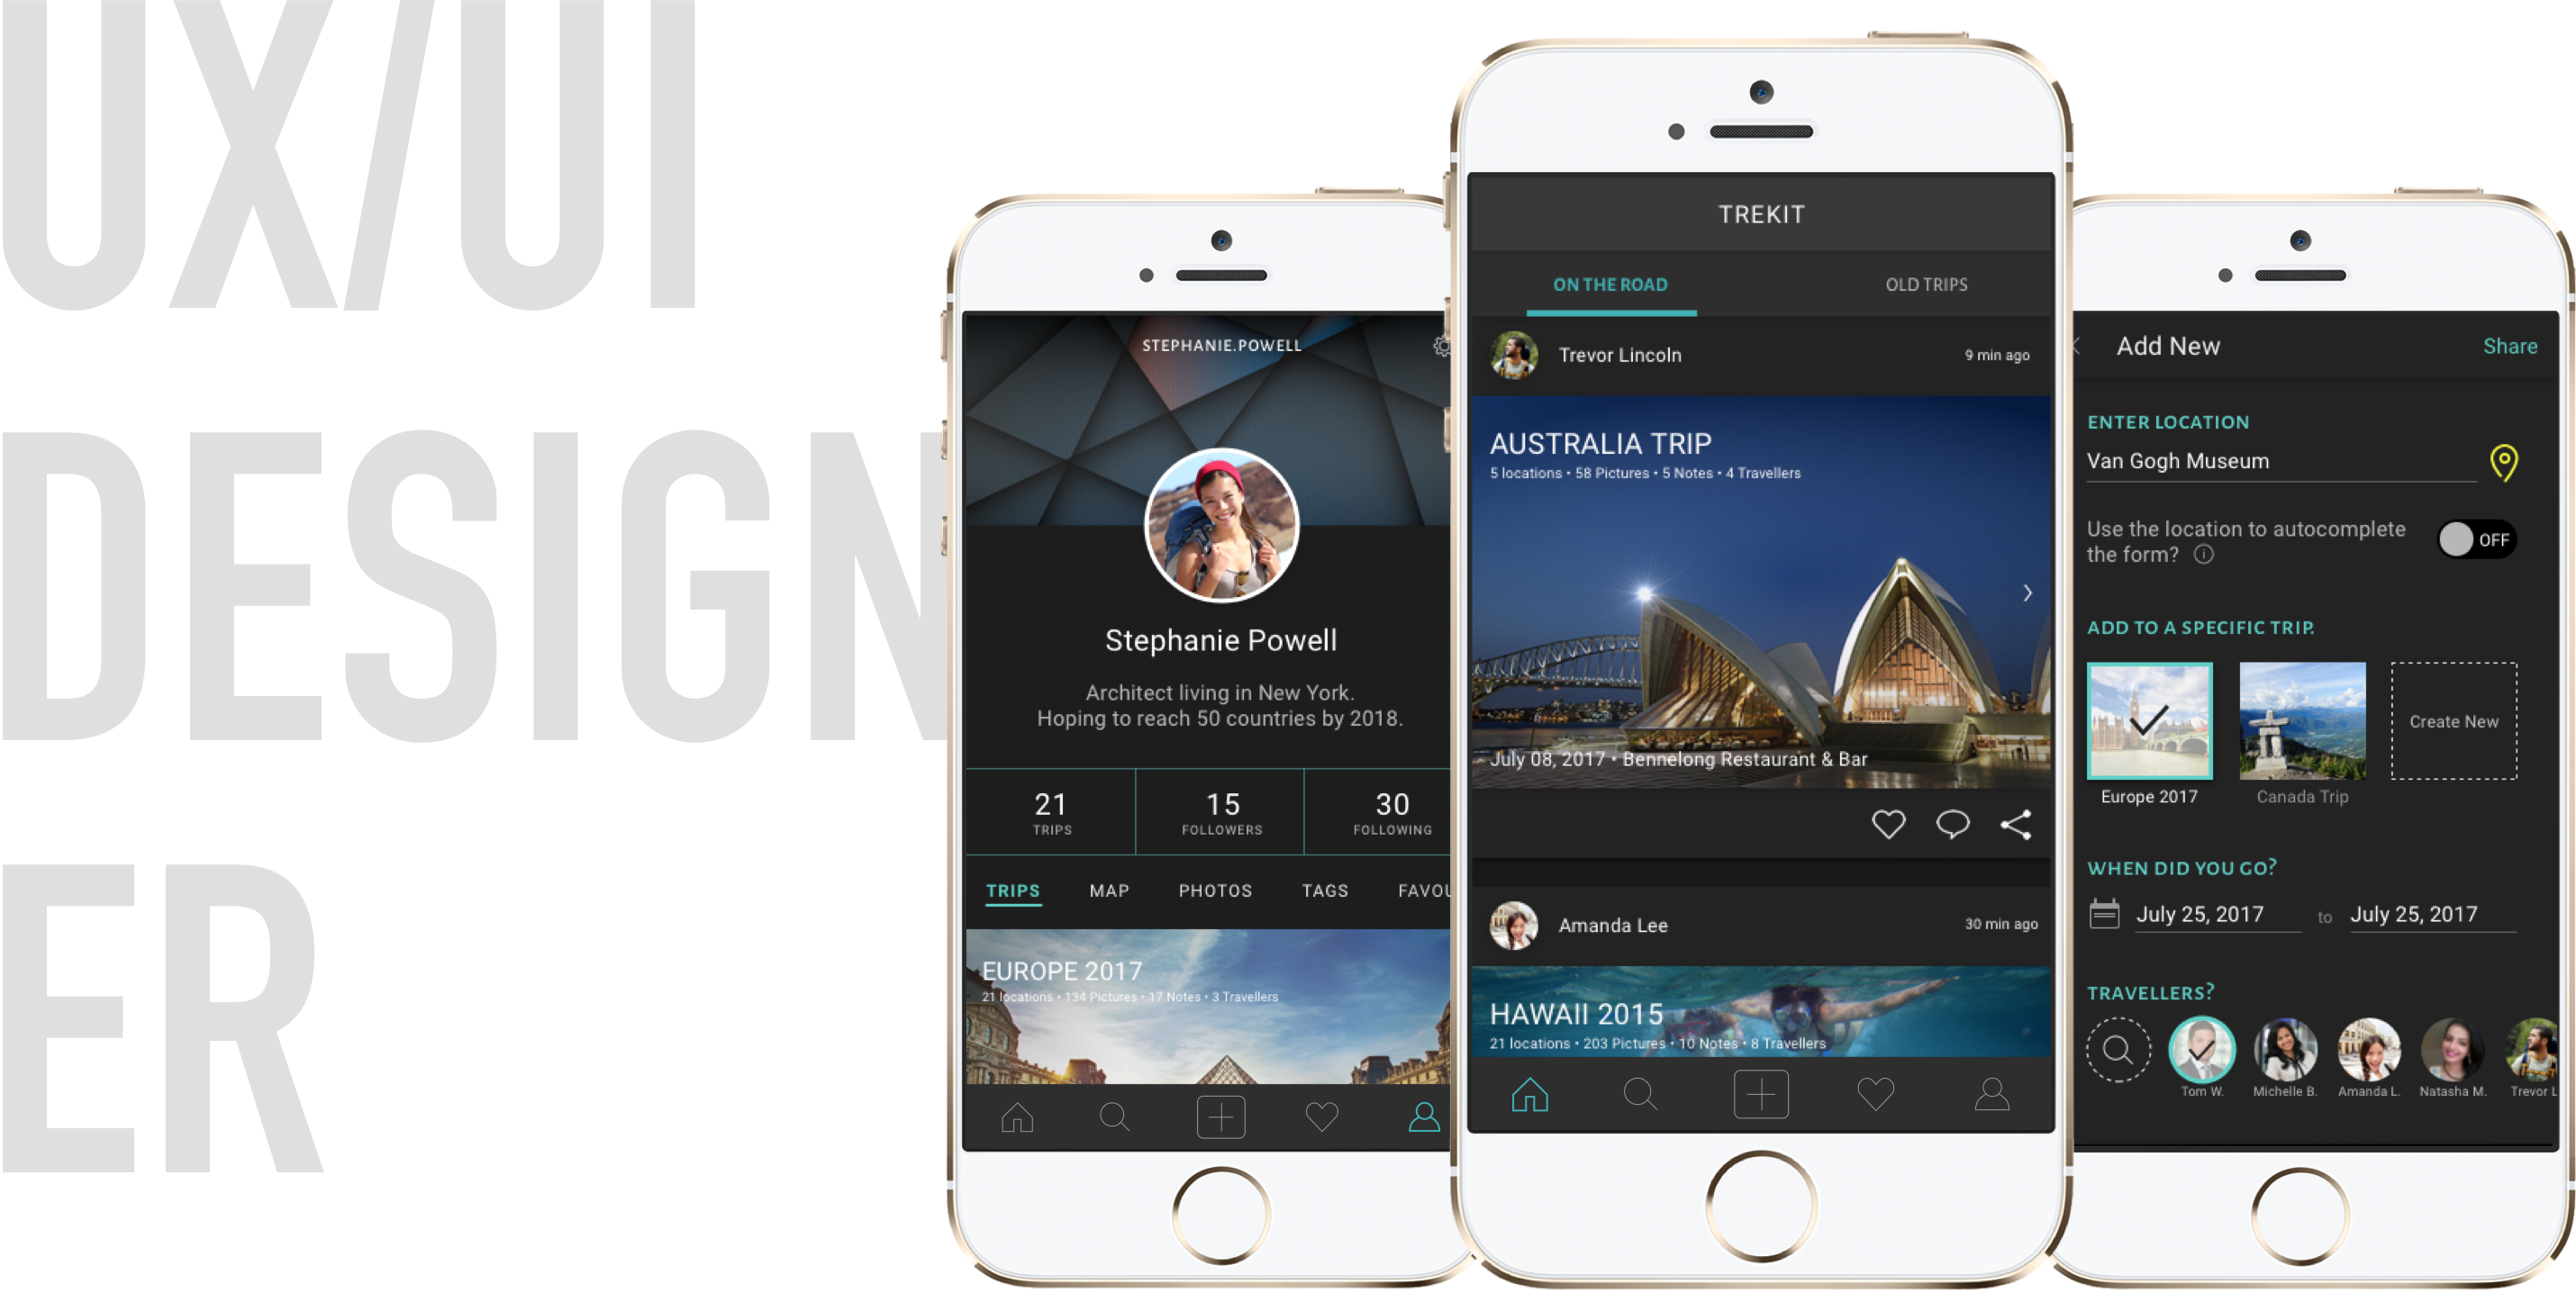 UX/UI
DESIGN
ER
STEPHANIE.POWELL
Stephanie Powell
Architect living in New York.
Hoping to reach 50 countries by 2018.
21
TRIPS
15
FOLLOWERS
30
FOLLOWING
TRIPS MAP PHOTOS TAGS FAVOU
EUROPE 2017
21 locations • 134 Pictures • 17 Notes • 3 Travellers
TREKIT
ON THE ROAD OLD TRIPS
Trevor Lincoln 9 min ago
AUSTRALIA TRIP
5 locations • 58 Pictures • 5 Notes • 4 Travellers
July 08, 2017 • Bennelong Restaurant & Bar
Amanda Lee 30 min ago
HAWAII 2015
21 locations • 203 Pictures • 10 Notes • 8 Travellers
Add New Share
ENTER LOCATION
Van Gogh Museum
Use the location to autocomplete
the form?
OFF
ADD TO A SPECIFIC TRIP.
Create New
Europe 2017 Canada Trip
WHEN DID YOU GO?
July 25, 2017 to July 25, 2017
TRAVELLERS?
Tom W. Michelle B. Amanda L. Natasha M. Trevor L